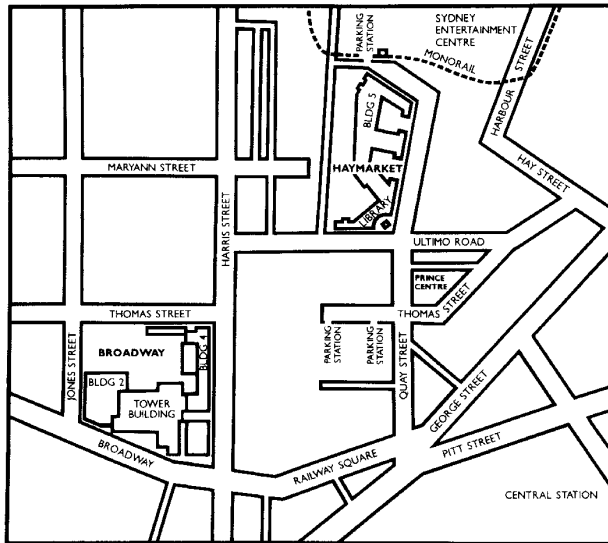 PARKING
STATION
SYDNEY
ENTERTAINMENT
CENTRE
MONORAIL
HARBOUR STREET
BLDG 5
HAY STREET
MARYANN STREET
HAYMARKET
LIBRARY
HARRIS STREET
ULTIMO ROAD
PRINCE
CENTRE
THOMAS STREET
THOMAS STREET
PARKING
STATION
PARKING
STATION
QUAY STREET
JONES STREET
BROADWAY
BLDG 4
BLDG 2
TOWER
BUILDING
GEORGE STREET
BROADWAY
RAILWAY SQUARE
PITT STREET
CENTRAL STATION